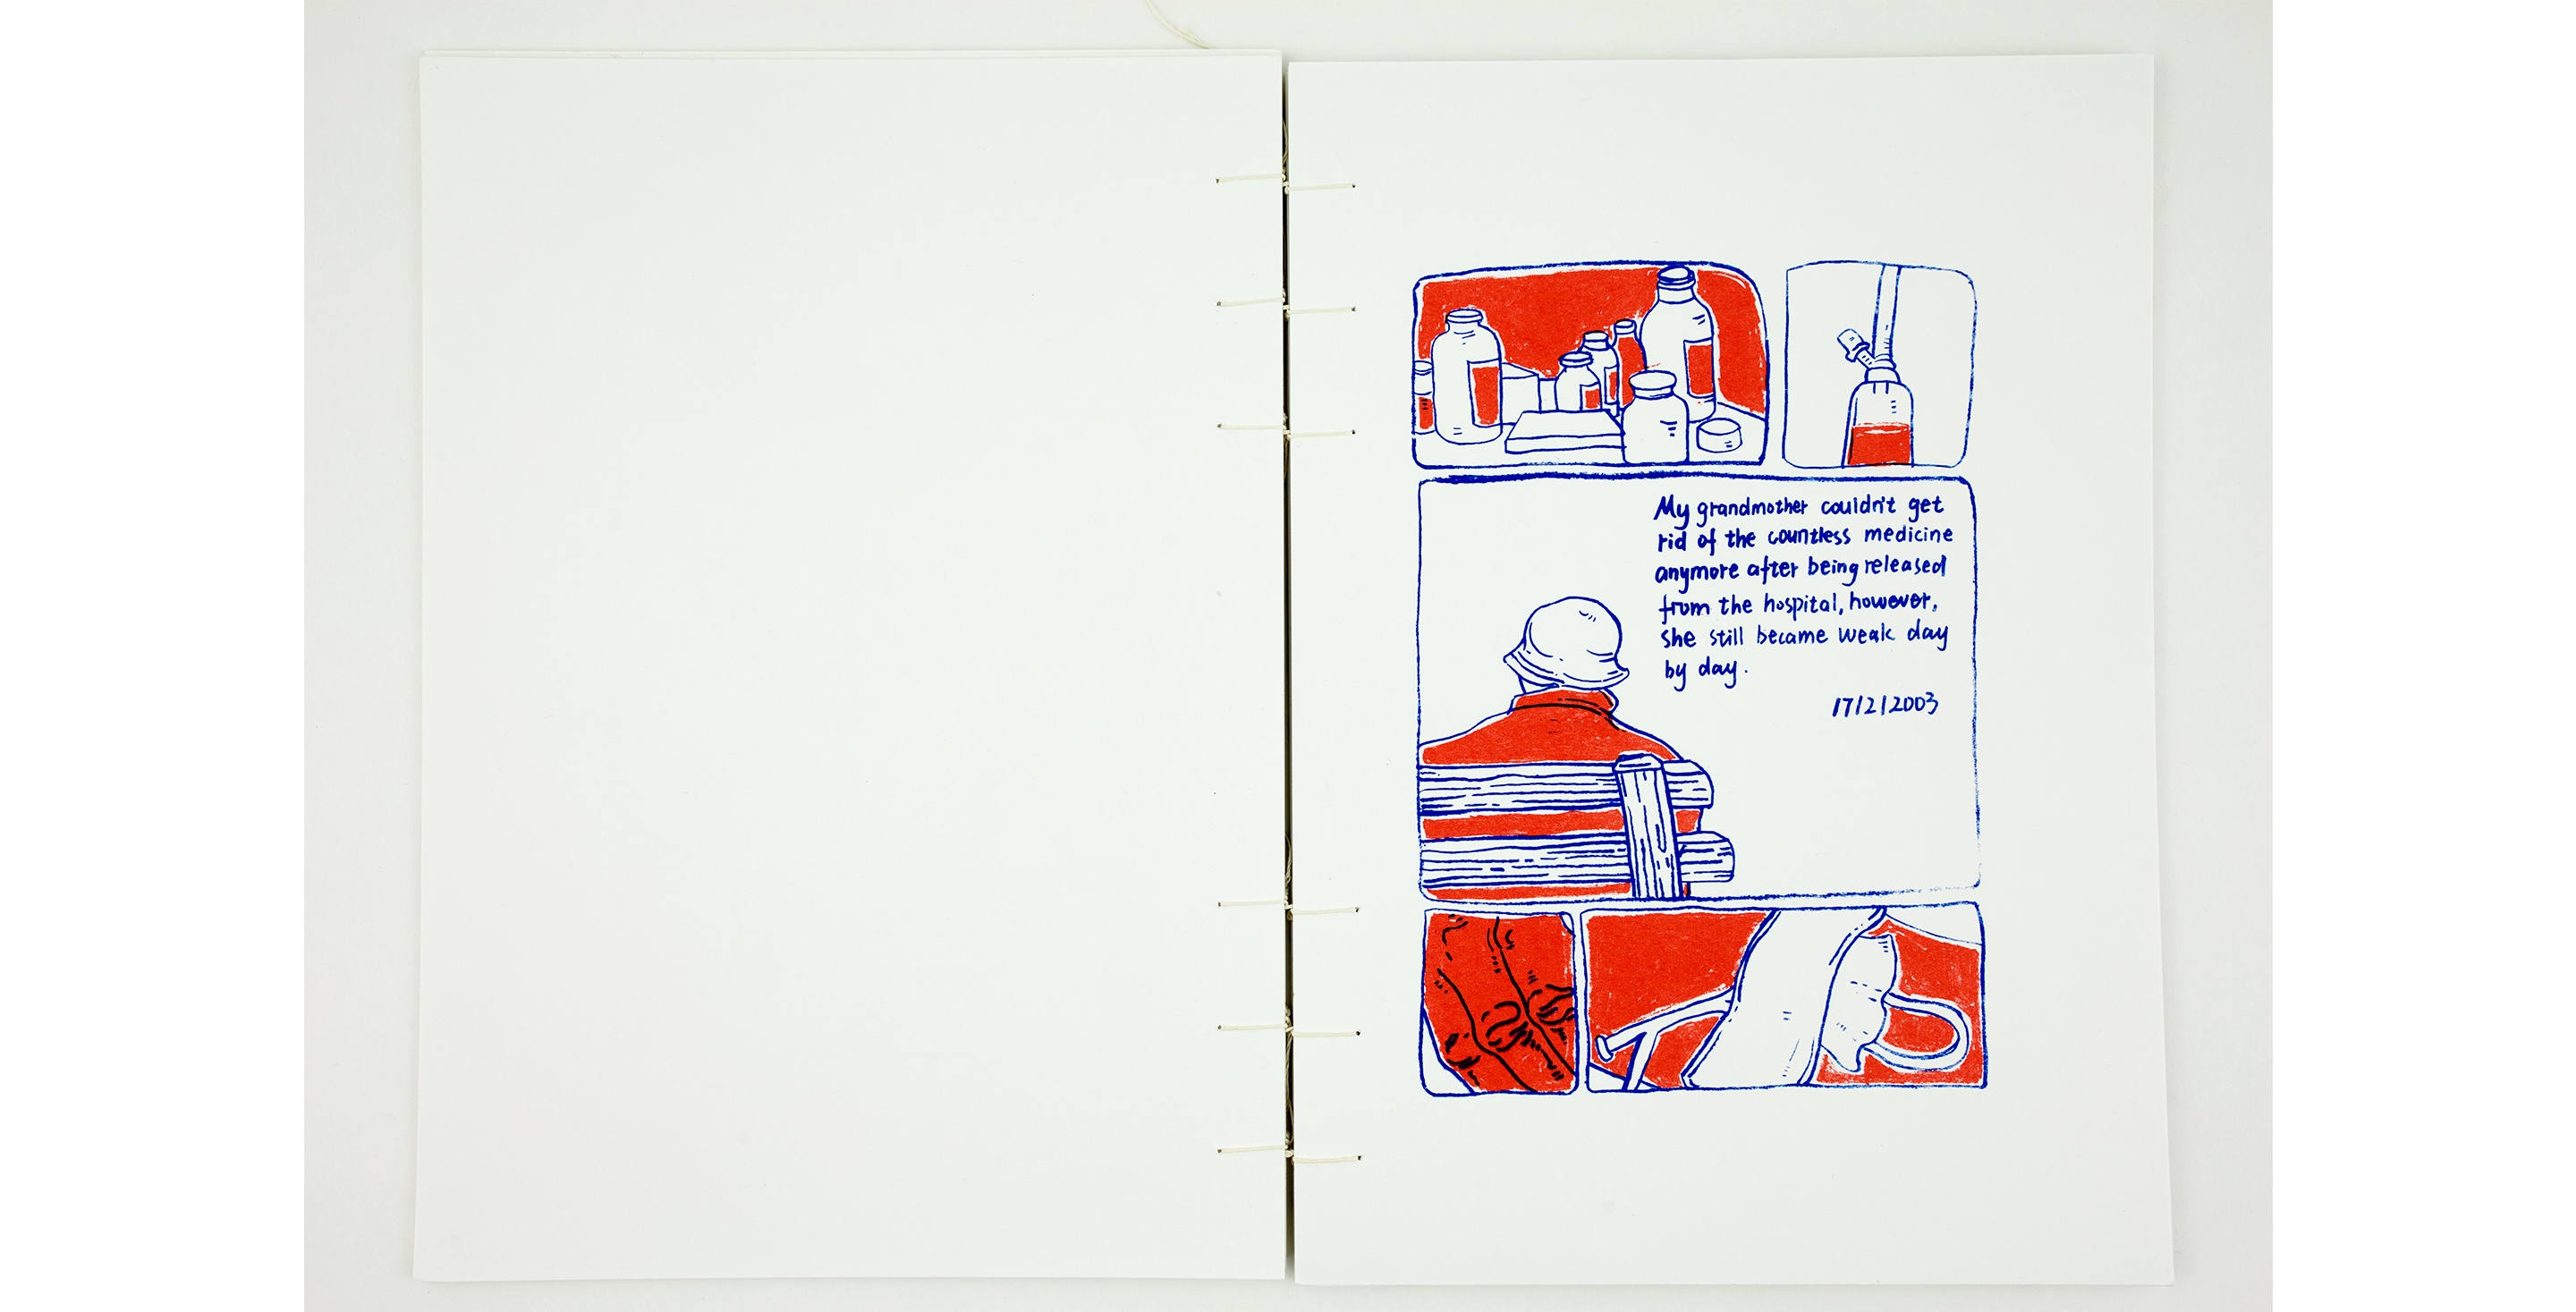 My grandmother couldn't get
rid of the countless medicine
anymore after being released
from the hospital, however,
she still became weak day
by day.
17/2/2003